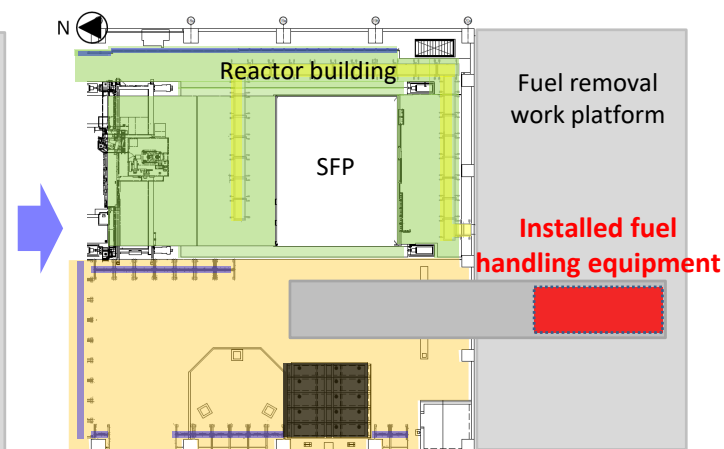 N
Reactor building
SFP
Fuel removal
work platform
Installed fuel
handling equipment